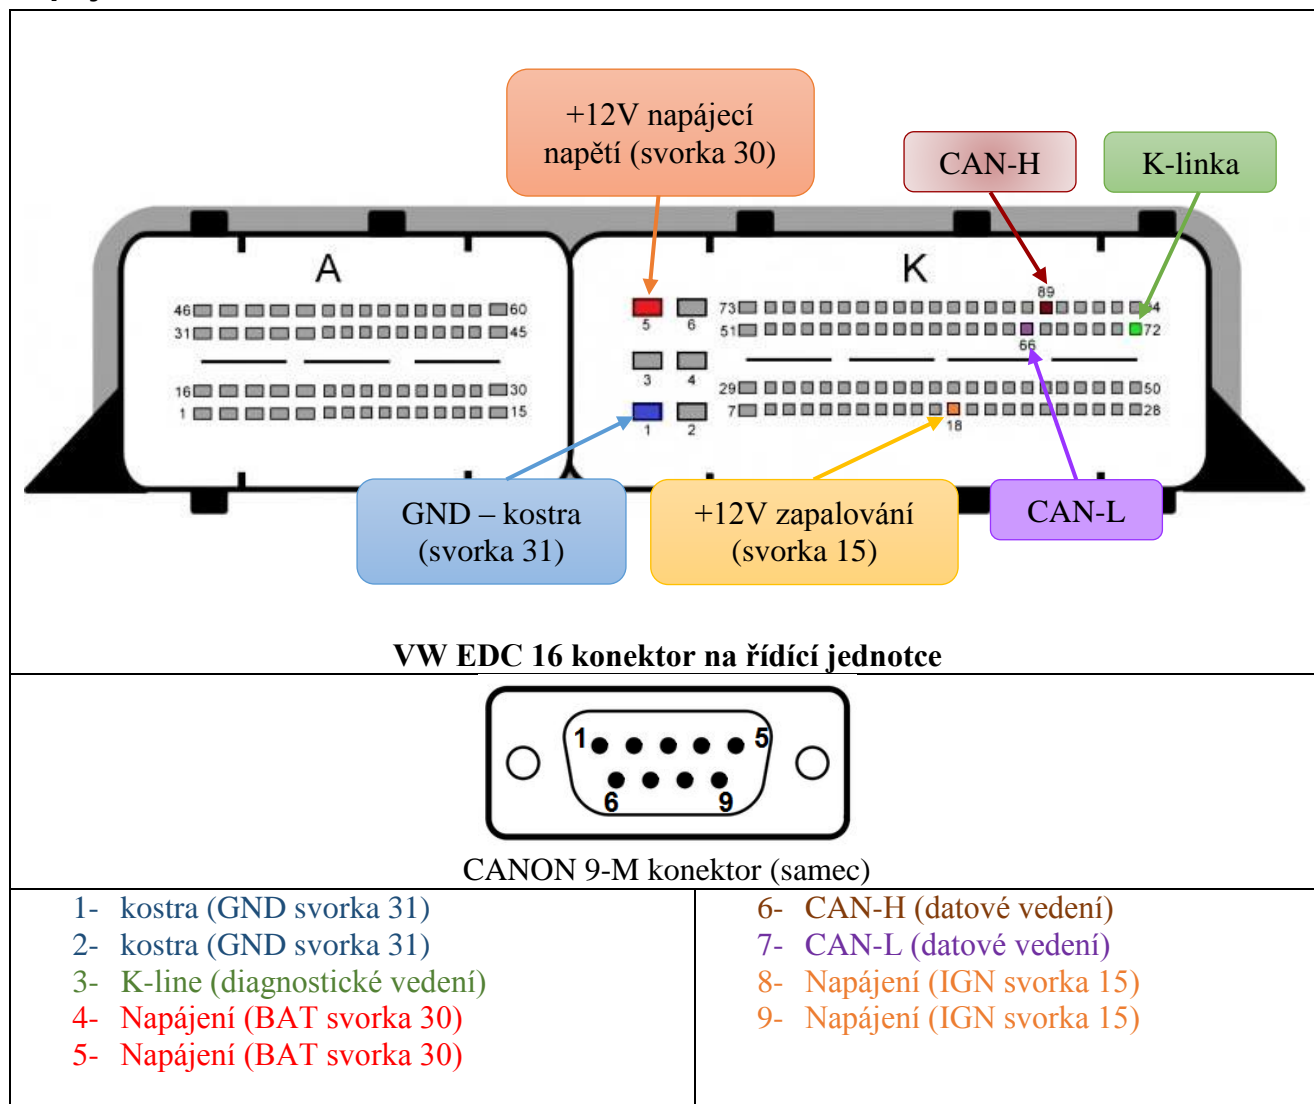 +12V napájecí
napětí (svorka 30)
CAN-H
K-linka
A
K
46
60
31
45
16
30
1
15
5
6
3
4
1
2
73
89
94
51
66
72
29
50
7
18
28
GND – kostra
(svorka 31)
+12V zapalování
(svorka 15)
CAN-L
VW EDC 16 konektor na řídící jednotce
1
5
6
9
CANON 9-M konektor (samec)
1- kostra (GND svorka 31)
2- kostra (GND svorka 31)
3- K-line (diagnostické vedení)
4- Napájení (BAT svorka 30)
5- Napájení (BAT svorka 30)
6- CAN-H (datové vedení)
7- CAN-L (datové vedení)
8- Napájení (IGN svorka 15)
9- Napájení (IGN svorka 15)